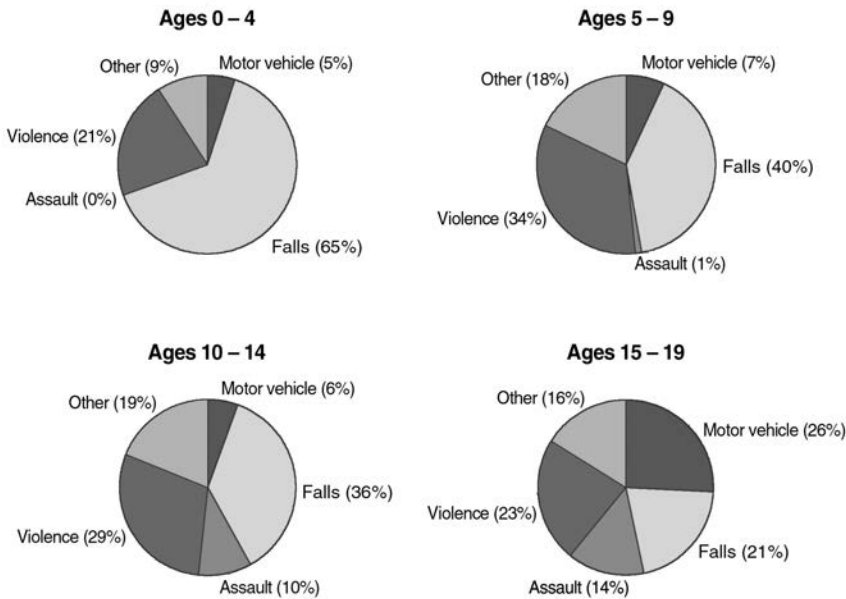 Ages 0 – 4
Other (9%)
Motor vehicle (5%)
Violence (21%)
Assault (0%)
Falls (65%)
Ages 5 – 9
Other (18%)
Motor vehicle (7%)
Falls (40%)
Violence (34%)
Assault (1%)
Ages 10 – 14
Other (19%)
Motor vehicle (6%)
Falls (36%)
Violence (29%)
Assault (10%)
Ages 15 – 19
Other (16%)
Motor vehicle (26%)
Violence (23%)
Falls (21%)
Assault (14%)